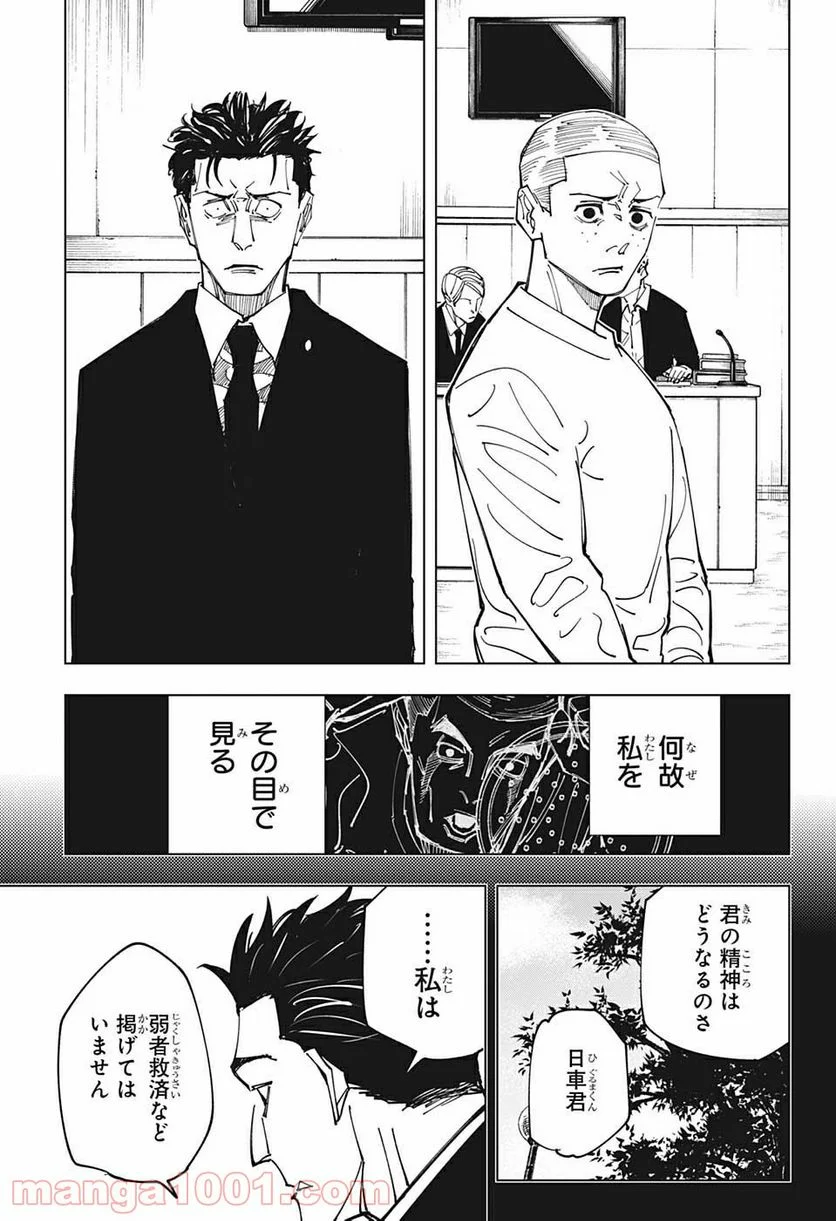 何故
私を
その目で
見る
君の精神は
どうなるのさ
日車君
……私は
弱者救済など
掲げては
いません
manga1001.com